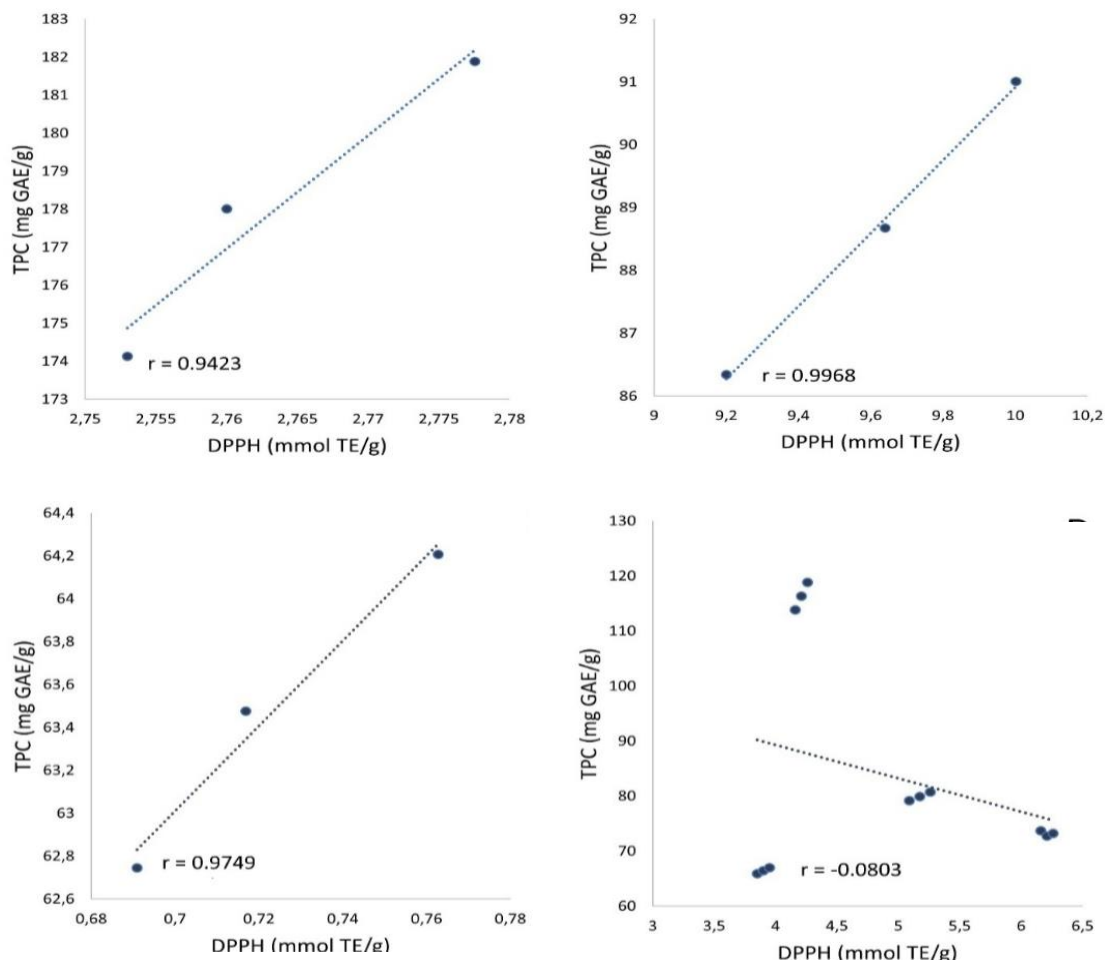 183
182
181
180
179
178
177
176
175
174
173
TPC (mg GAE/g)
r = 0.9423
2,75 2,755 2,76 2,765 2,77 2,775 2,78
DPPH (mmol TE/g)
92
91
90
89
88
87
86
TPC (mg GAE/g)
r = 0.9968
9 9,2 9,4 9,6 9,8 10 10,2
DPPH (mmol TE/g)
64,4
64,2
64
63,8
63,6
63,4
63,2
63
62,8
62,6
TPC (mg GAE/g)
r = 0.9749
0,68 0,7 0,72 0,74 0,76 0,78
DPPH (mmol TE/g)
130
120
110
100
90
80
70
60
TPC (mg GAE/g)
r = -0.0803
3 3,5 4 4,5 5 5,5 6 6,5
DPPH (mmol TE/g)